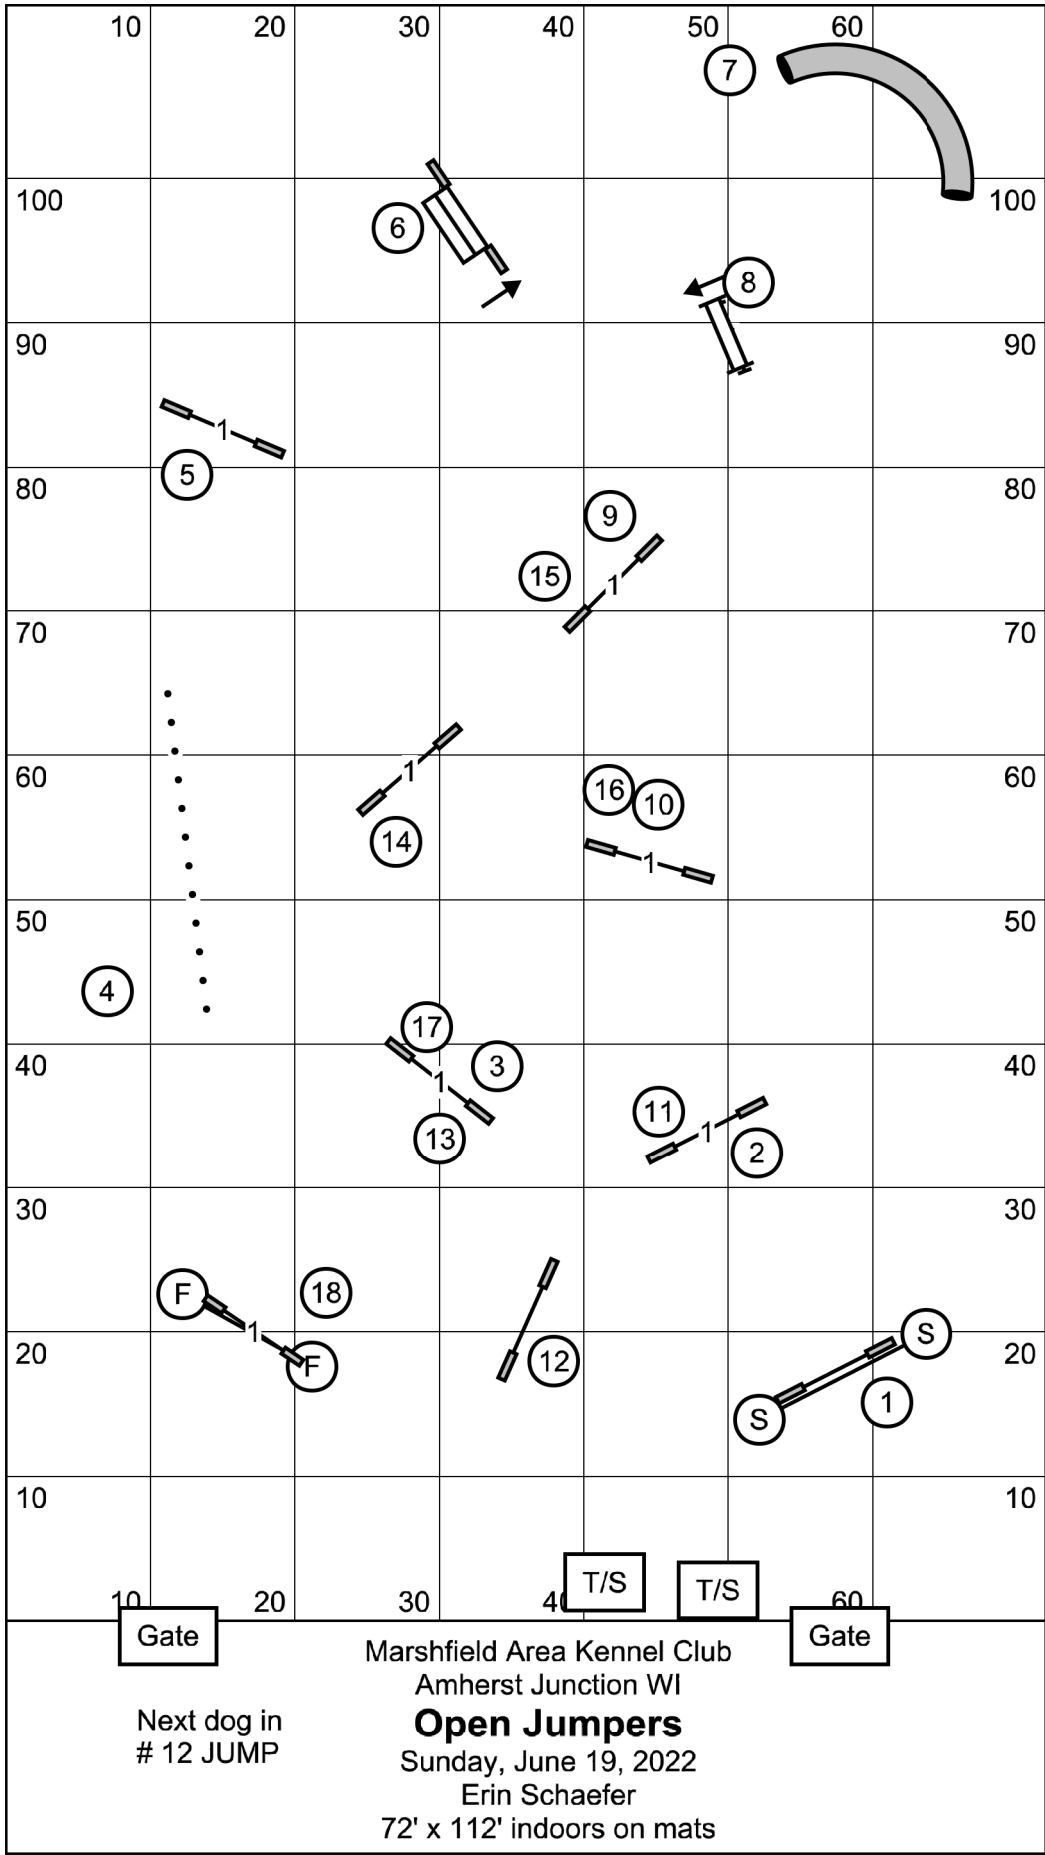 10 20 30 40 50 60
7
100 100
6
8
90 90
1
5
80 80
9
15
1
70 70
1
60 60
16 10
14
1
50 50
4
17
40 3 40
1
11
13
1
2
30 30
F 18
1
20 20
F
12
S
1
S
10 10
T/S T/S
10 20 30 40 60
Gate Gate
Marshfield Area Kennel Club
Amherst Junction WI
Next dog in
# 12 JUMP
Open Jumpers
Sunday, June 19, 2022
Erin Schaefer
72' x 112' indoors on mats